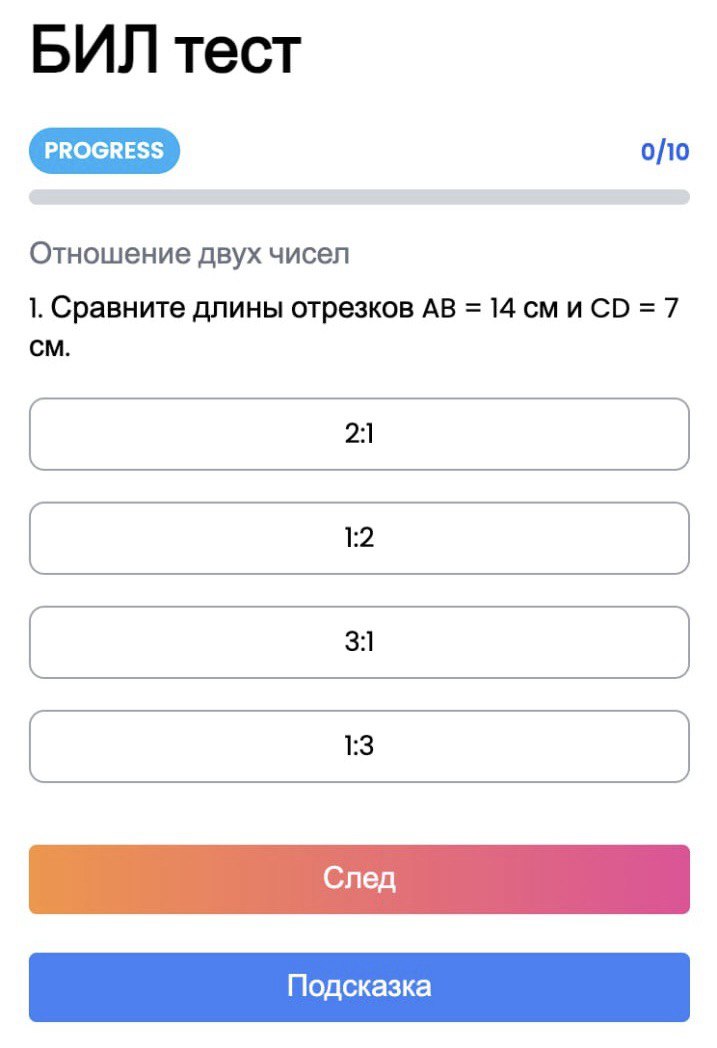 БИЛ тест
PROGRESS
0/10
Отношение двух чисел
1. Сравните длины отрезков AB = 14 см и CD = 7
см.
2:1
1:2
3:1
1:3
След
Подсказка